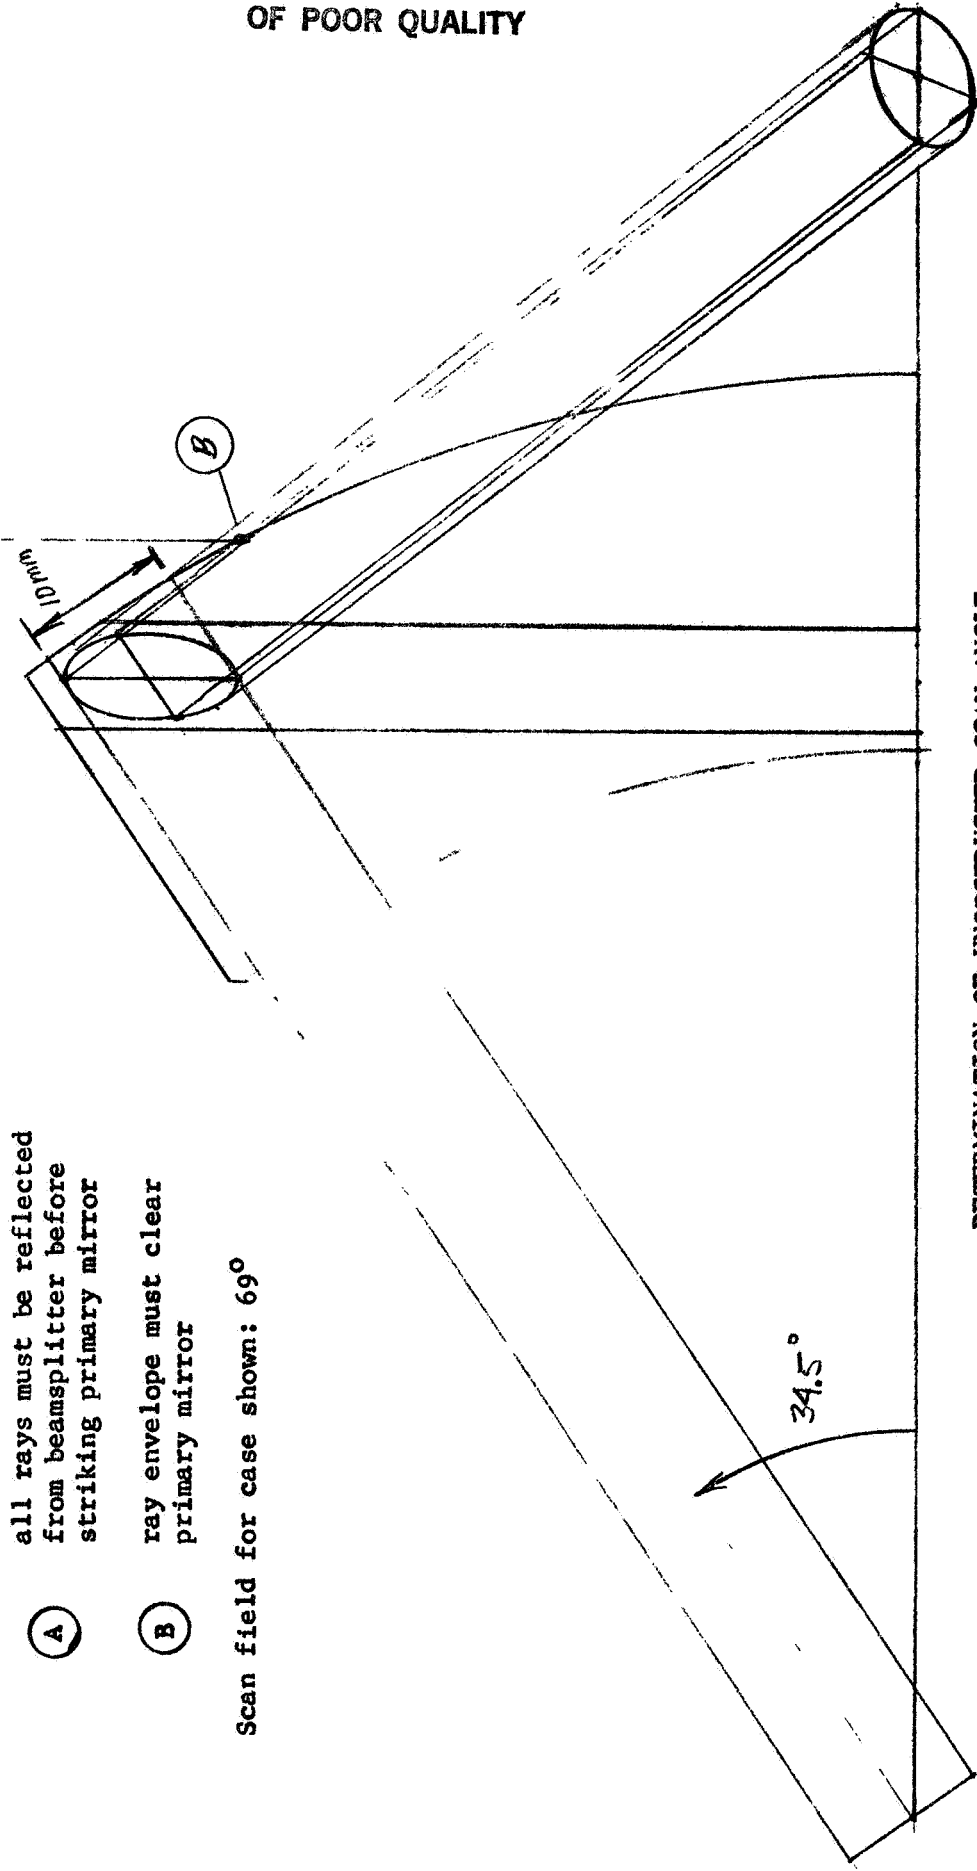 OF POOR QUALITY
A
all rays must be reflected
from beamsplitter before
striking primary mirror
B
ray envelope must clear
primary mirror
Scan field for case shown: 69°
10mm
B
34.5°